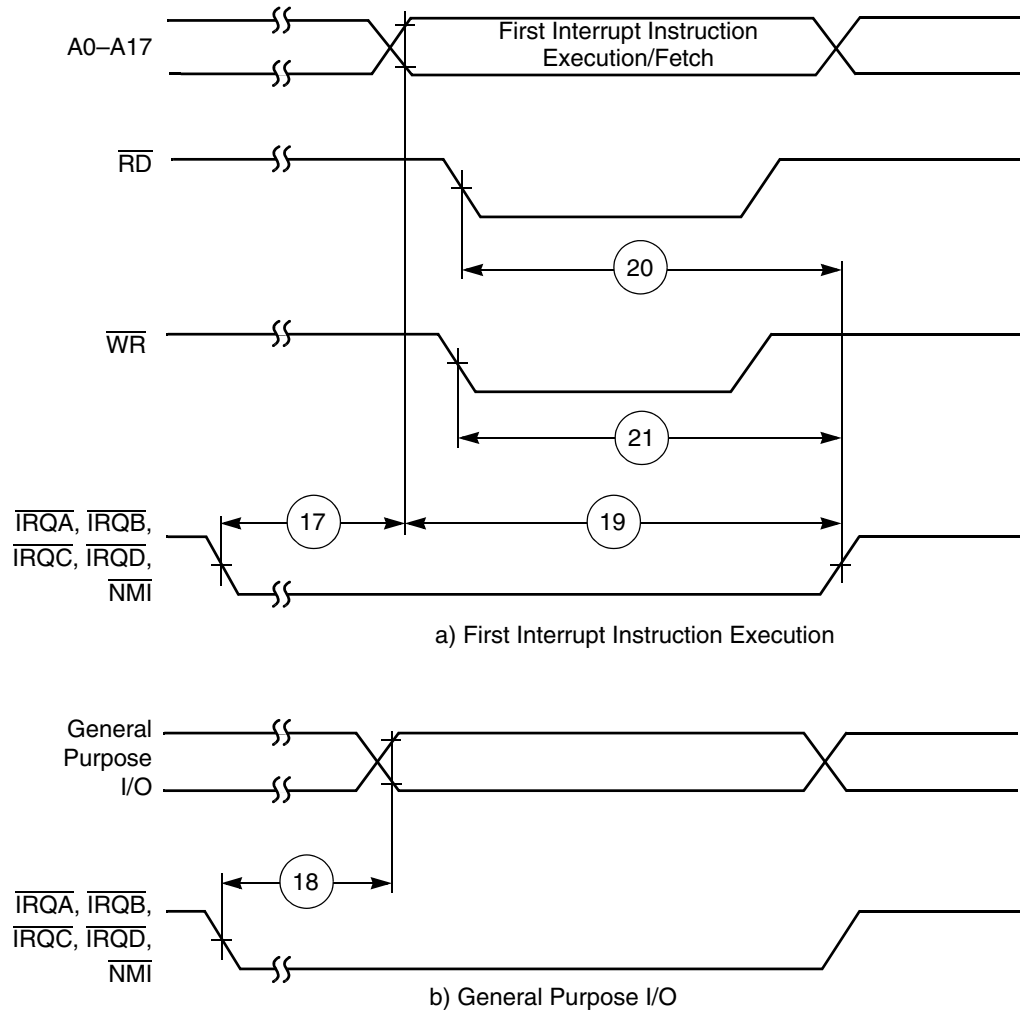 A0–A17
First Interrupt Instruction
Execution/Fetch
RD
20
WR
21
IRQA, IRQB,
IRQC, IRQD,
NMI
17
19
a) First Interrupt Instruction Execution
General
Purpose
I/O
18
IRQA, IRQB,
IRQC, IRQD,
NMI
b) General Purpose I/O